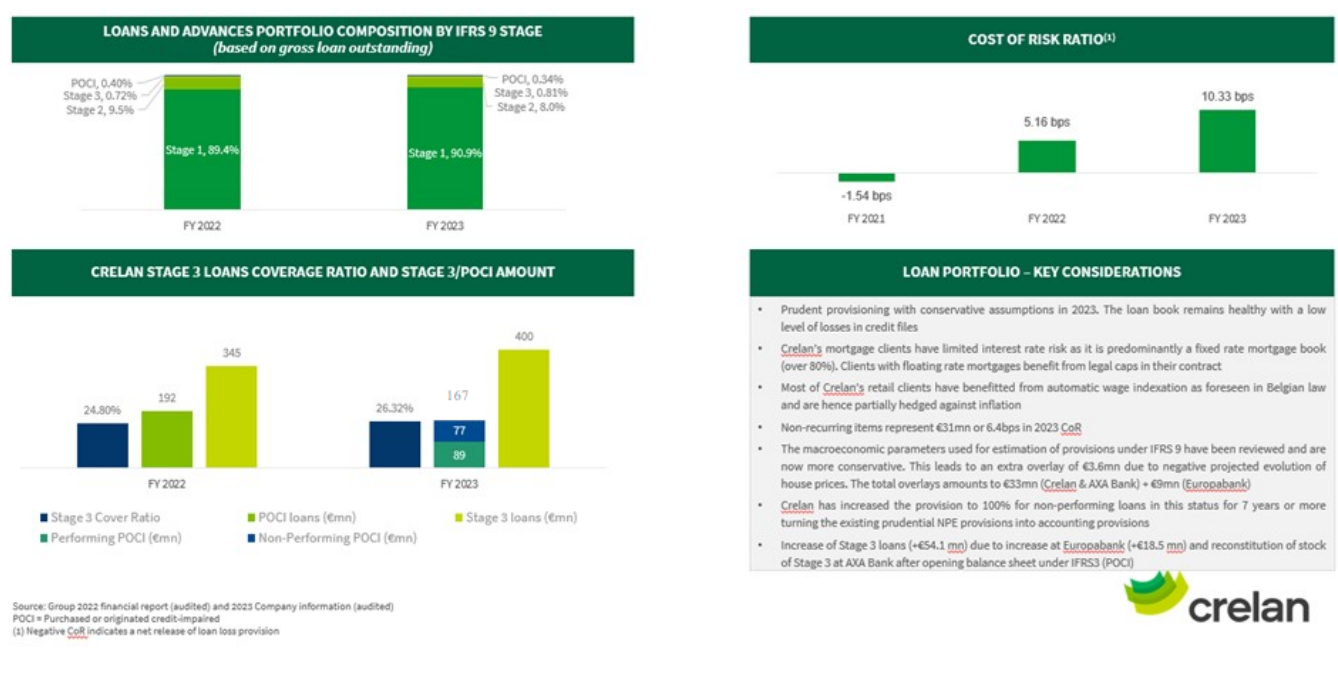 LOANS AND ADVANCES PORTFOLIO COMPOSITION BY IFRS 9 STAGE
(based on gross loan outstanding)
POCI, 0.40%
Stage 3, 0.72%
Stage 2, 9.5%
Stage 1, 89.4%
POCI, 0.34%
Stage 3, 0.81%
Stage 2, 8.0%
Stage 1, 90.9%
FY 2022
FY 2023
COST OF RISK RATIO(1)
-1.54 bps
5.16 bps
10.33 bps
FY 2021
FY 2022
FY 2023
CRELAN STAGE 3 LOANS COVERAGE RATIO AND STAGE 3/POCI AMOUNT
24.80%
192
345
26.32%
167
77
89
400
FY 2022
FY 2023
Stage 3 Cover Ratio
POCI loans (€mn)
Stage 3 loans (€mn)
Performing POCI (€mn)
Non-Performing POCI (€mn)
LOAN PORTFOLIO – KEY CONSIDERATIONS
• Prudent provisioning with conservative assumptions in 2023. The loan book remains healthy with a low
level of losses in credit files
• Crelan's mortgage clients have limited interest rate risk as it is predominantly a fixed rate mortgage book
(over 80%). Clients with floating rate mortgages benefit from legal caps in their contract
• Most of Crelan's retail clients have benefitted from automatic wage indexation as foreseen in Belgian law
and are hence partially hedged against inflation
• Non-recurring items represent €31mn or 6.4bps in 2023 CoR
• The macroeconomic parameters used for estimation of provisions under IFRS 9 have been reviewed and are
now more conservative. This leads to an extra overlay of €3.6mn due to negative projected evolution of
house prices. The total overlays amounts to €33mn (Crelan & AXA Bank) + €9mn (Europabank)
• Crelan has increased the provision to 100% for non-performing loans in this status for 7 years or more
turning the existing prudential NPE provisions into accounting provisions
• Increase of Stage 3 loans (+€54.1 mn) due to increase at Europabank (+€18.5 mn) and reconstitution of stock
of Stage 3 at AXA Bank after opening balance sheet under IFRS3 (POCI)
Source: Group 2022 financial report (audited) and 2023 Company information (audited)
POCI = Purchased or originated credit-impaired
(1) Negative CoR indicates a net release of loan loss provision
crelan